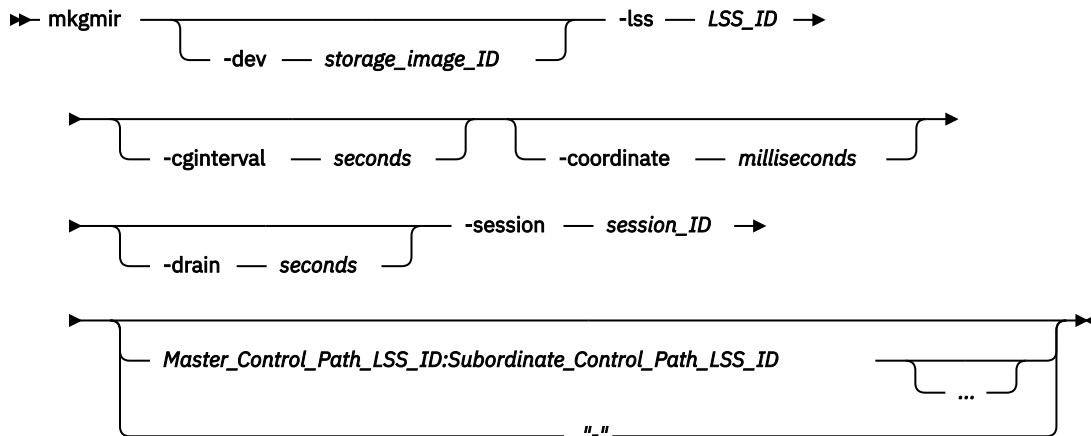 mkgmir -lss LSS_ID
-dev storage_image_ID
-cginterval seconds -coordinate milliseconds
-session session_ID
-drain seconds
Master_Control_Path_LSS_ID:Subordinate_Control_Path_LSS_ID
...
"-"